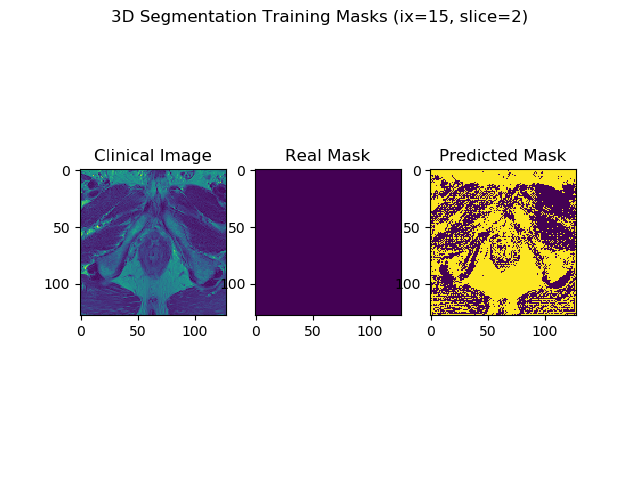 3D Segmentation Training Masks (ix=15, slice=2)
Clinical Image Real Mask Predicted Mask
0 0 0
50 50 50
100 100 100
0 50 100 0 50 100 0 50 100